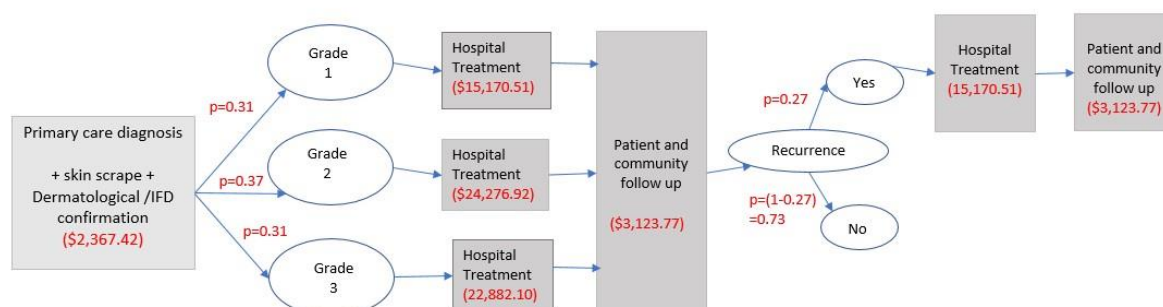 Primary care diagnosis
+ skin scrape +
Dermatological /IFD
confirmation
($2,367.42)
p=0.31
p=0.37
p=0.31
Grade
1
Grade
2
Grade
3
Hospital
Treatment
($15,170.51)
Hospital
Treatment
($24,276.92)
Hospital
Treatment
(22,882.10)
Patient and
community
follow up
($3,123.77)
Recurrence
p=0.27
p=(1-0.27)
=0.73
Yes
No
Hospital
Treatment
(15,170.51)
Patient and
community
follow up
($3,123.77)